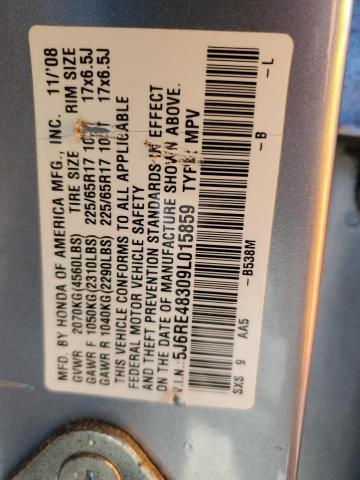 MFD. BY HONDA OF AMERICA MFG., INC. 11/'08
TIRE SIZE RIM SIZE
GVWR 2070KG(4560LBS)
GAWR F 1050KG(2310LBS) 225/65R17 17x6.5J
GAWR R 1040KG(2290LBS) 225/65R17 17x6.5J
THIS VEHICLE CONFORMS TO ALL APPLICABLE
FEDERAL MOTOR VEHICLE SAFETY
AND THEFT PREVENTION STANDARDS IN EFFECT
ON THE DATE OF MANUFACTURE SHOWN ABOVE.
V.I.N.: 5J6RE48309L015859 TYPE: MPV
SXS 9 AA5 -B538M -B -L